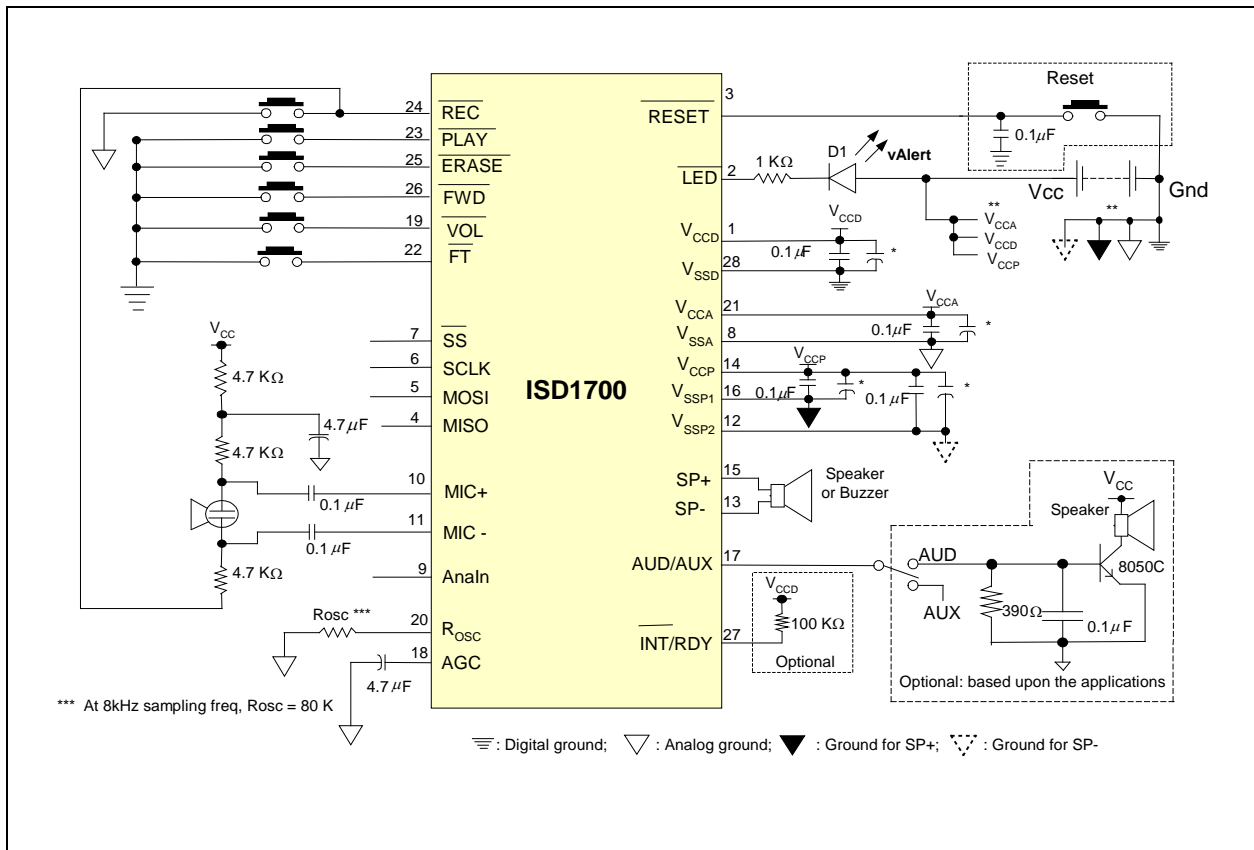 Reset
3
24
REC
RESET
23
PLAY
0.1μF
25
ERASE
D1
vAlert
1 KΩ
26
FWD
LED
2
Vcc
Gnd
19
VOL
22
FT
**
VCCA
VCCD
VCCP
**
VCCD
VCCD
1
0.1μF
*
VSSD
28
VCCA
VCCA
21
0.1μF
*
VSSA
8
VCC
7
SS
6
SCLK
5
MOSI
4
MISO
ISD1700
VCCP
14
VCCP
VSSP1
16
0.1μF
*
0.1μF
*
VSSP2
12
4.7 KΩ
4.7μF
4.7 KΩ
10
MIC+
0.1μF
11
MIC -
0.1μF
4.7 KΩ
9
AnaIn
SP+
15
SP-
13
Speaker
or Buzzer
VCC
Speaker
AUD/AUX
17
AUD
8050C
AUX
390Ω
0.1μF
Optional: based upon the applications
VCCD
100 KΩ
INT/RDY
27
Optional
Rosc ***
20
ROSC
18
AGC
4.7μF
*** At 8kHz sampling freq, Rosc = 80 K
: Digital ground; : Analog ground; : Ground for SP+; : Ground for SP-